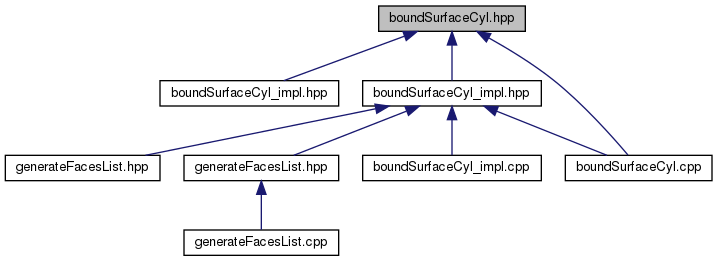 boundSurfaceCyl.hpp
boundSurfaceCyl_impl.hpp
boundSurfaceCyl_impl.hpp
generateFacesList.hpp
generateFacesList.hpp
boundSurfaceCyl_impl.cpp
boundSurfaceCyl.cpp
generateFacesList.cpp